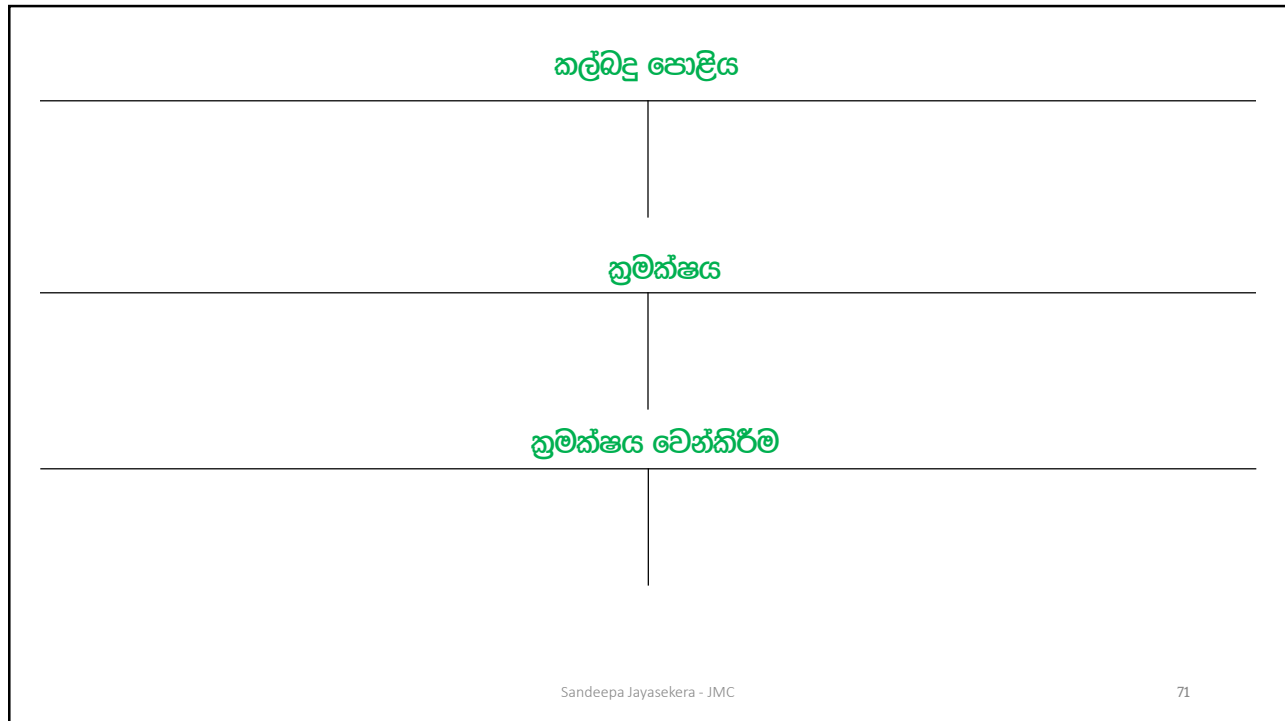 කල්බදු පොළිය
ක්‍රමක්ෂය
ක්‍රමක්ෂය වෙන්කිරීම
Sandeepa Jayasekera - JMC
71